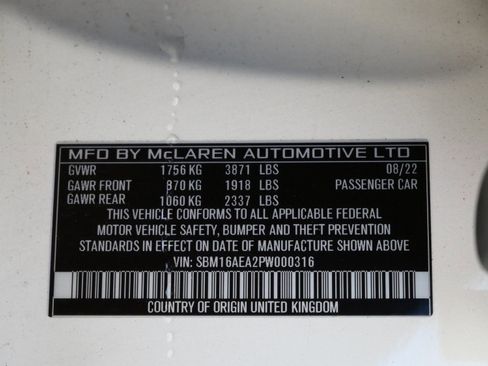 MFD BY McLAREN AUTOMOTIVE LTD
GVWR 1756 KG 3871 LBS 08/22
GAWR FRONT 870 KG 1918 LBS PASSENGER CAR
GAWR REAR 1060 KG 2337 LBS
THIS VEHICLE CONFORMS TO ALL APPLICABLE FEDERAL
MOTOR VEHICLE SAFETY, BUMPER AND THEFT PREVENTION
STANDARDS IN EFFECT ON DATE OF MANUFACTURE SHOWN ABOVE
VIN: SBM16AEA2PW000316
COUNTRY OF ORIGIN UNITED KINGDOM